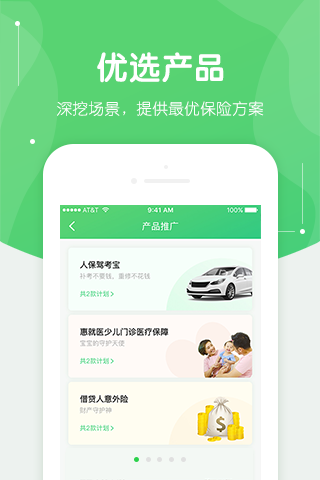 优选产品
深挖场景，提供最优保险方案
AT&T 9:41 AM 100%
产品推广
人保驾考宝
补考不要钱，重修不花钱
共2款计划 >
惠就医少儿门诊医疗保障
宝宝的守护天使
共2款计划 >
借贷人意外险
财产守护神
共2款计划 >
$